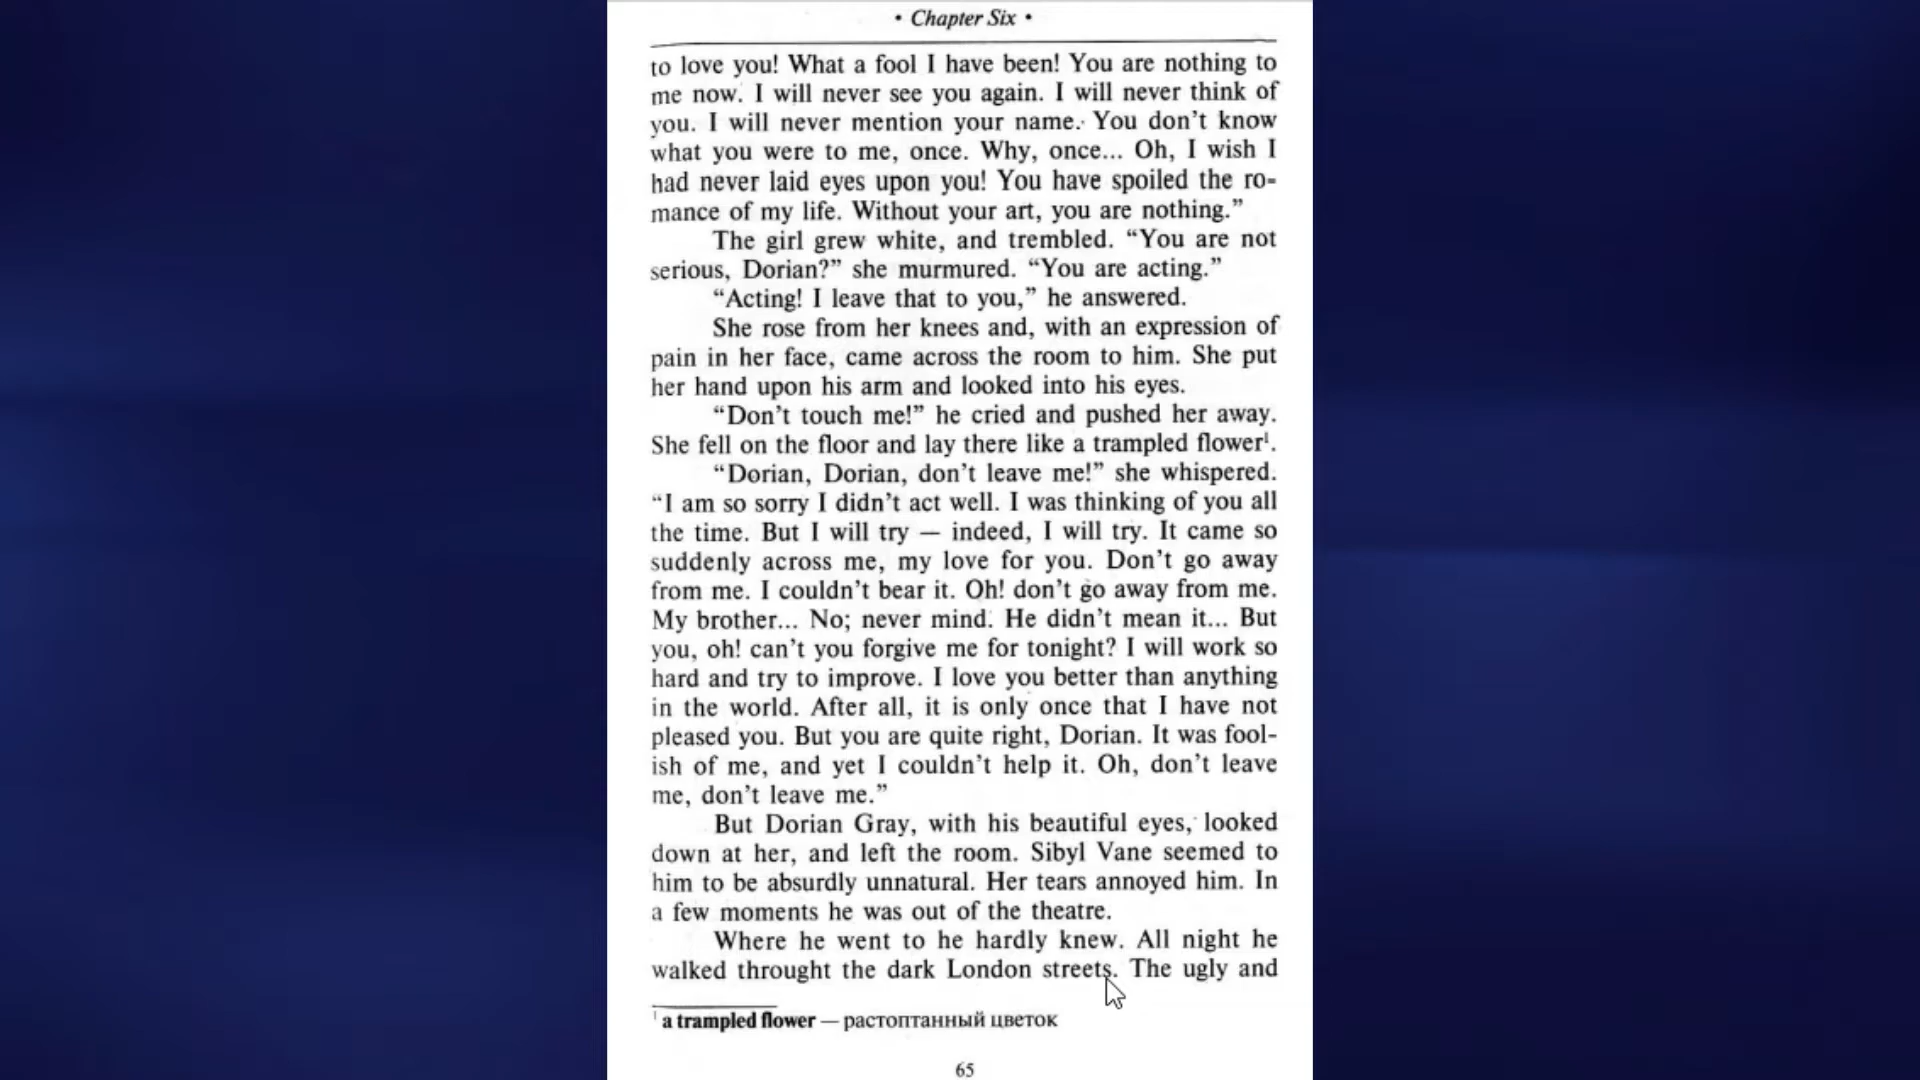 • Chapter Six •
to love you! What a fool I have been! You are nothing to
me now. I will never see you again. I will never think of
you. I will never mention your name. You don't know
what you were to me, once. Why, once... Oh, I wish I
had never laid eyes upon you! You have spoiled the ro-
mance of my life. Without your art, you are nothing.”
The girl grew white, and trembled. “You are not
serious, Dorian?” she murmured. “You are acting.”
“Acting! I leave that to you,” he answered.
She rose from her knees and, with an expression of
pain in her face, came across the room to him. She put
her hand upon his arm and looked into his eyes.
“Don't touch me!” he cried and pushed her away.
She fell on the floor and lay there like a trampled flower¹.
“Dorian, Dorian, don't leave me!” she whispered.
“I am so sorry I didn't act well. I was thinking of you all
the time. But I will try — indeed, I will try. It came so
suddenly across me, my love for you. Don't go away
from me. I couldn't bear it. Oh! don't go away from me.
My brother... No; never mind. He didn't mean it... But
you, oh! can't you forgive me for tonight? I will work so
hard and try to improve. I love you better than anything
in the world. After all, it is only once that I have not
pleased you. But you are quite right, Dorian. It was fool-
ish of me, and yet I couldn't help it. Oh, don't leave
me, don't leave me.”
But Dorian Gray, with his beautiful eyes, looked
down at her, and left the room. Sibyl Vane seemed to
him to be absurdly unnatural. Her tears annoyed him. In
a few moments he was out of the theatre.
Where he went to he hardly knew. All night he
walked throught the dark London streets. The ugly and
¹ a trampled flower — растоптанный цветок
65